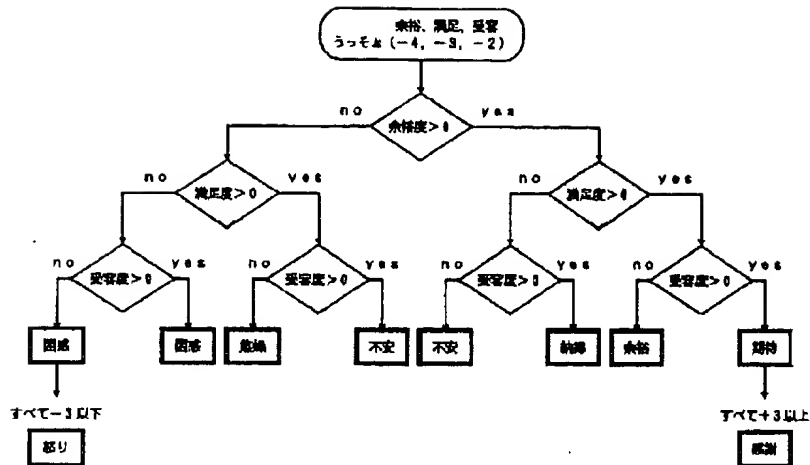 余裕、満足、受容
うっそぉ (-4, -3, -2)
no
yes
余裕度>0
no
yes
no
yes
満足度>0
満足度>0
no
yes
no
yes
no
yes
no
yes
受容度>0
受容度>0
受容度>0
受容度>0
困惑
困惑
焦燥
不安
不安
納得
余裕
期待
すべて-3以下
すべて+3以上
怒り
感謝